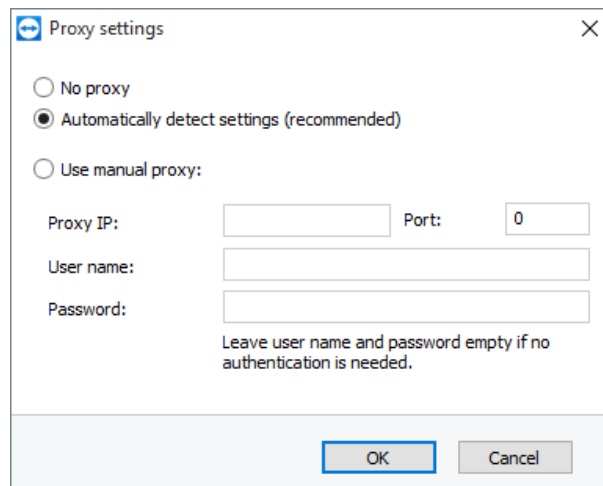 Proxy settings
No proxy
Automatically detect settings (recommended)
Use manual proxy:
Proxy IP:
Port: 0
User name:
Password:
Leave user name and password empty if no
authentication is needed.
OK Cancel